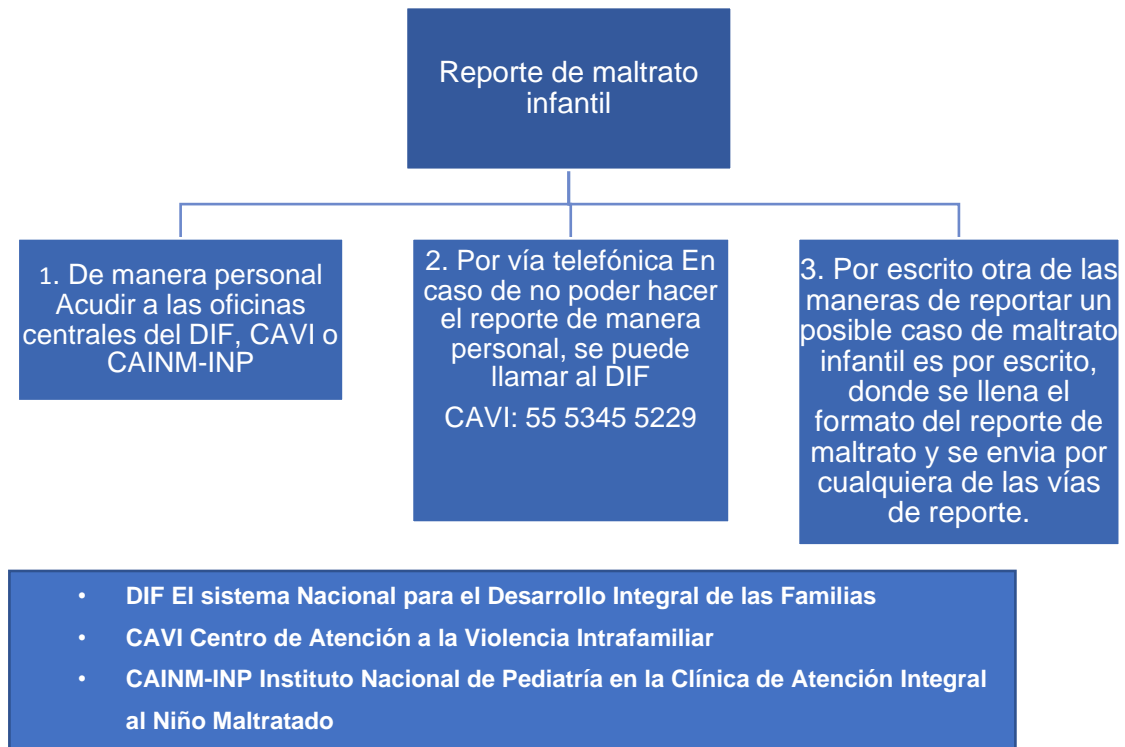 Reporte de maltrato
infantil
1. De manera personal
Acudir a las oficinas
centrales del DIF, CAVI o
CAINM-INP
2. Por vía telefónica En
caso de no poder hacer
el reporte de manera
personal, se puede
llamar al DIF
CAVI: 55 5345 5229
3. Por escrito otra de las
maneras de reportar un
posible caso de maltrato
infantil es por escrito,
donde se llena el
formato del reporte de
maltrato y se envia por
cualquiera de las vías
de reporte.
• DIF El sistema Nacional para el Desarrollo Integral de las Familias
• CAVI Centro de Atención a la Violencia Intrafamiliar
• CAINM-INP Instituto Nacional de Pediatría en la Clínica de Atención Integral
al Niño Maltratado